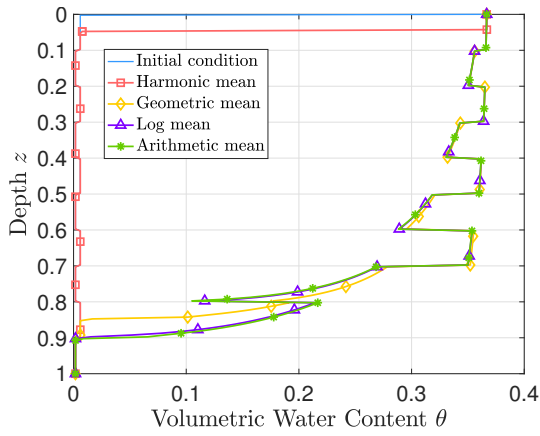 0
0.1
0.2
0.3
0.4
0.5
0.6
0.7
0.8
0.9
1
Depth z
Initial condition
Harmonic mean
Geometric mean
Log mean
Arithmetic mean
0 0.1 0.2 0.3 0.4
Volumetric Water Content θ